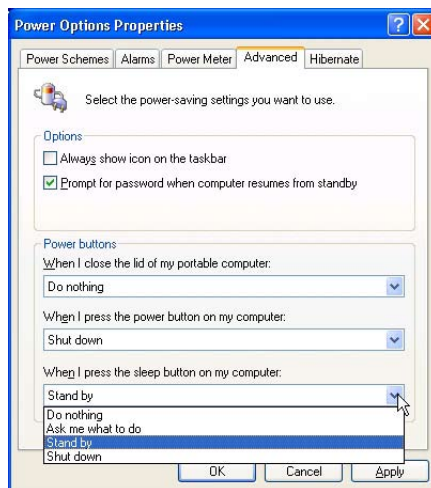 Power Options Properties
Power Schemes Alarms Power Meter Advanced Hibernate
Select the power-saving settings you want to use.
Options
Always show icon on the taskbar
Prompt for password when computer resumes from standby
Power buttons
When I close the lid of my portable computer:
Do nothing
When I press the power button on my computer:
Shut down
When I press the sleep button on my computer:
Stand by
Do nothing
Ask me what to do
Stand by
Shut down
OK Cancel Apply